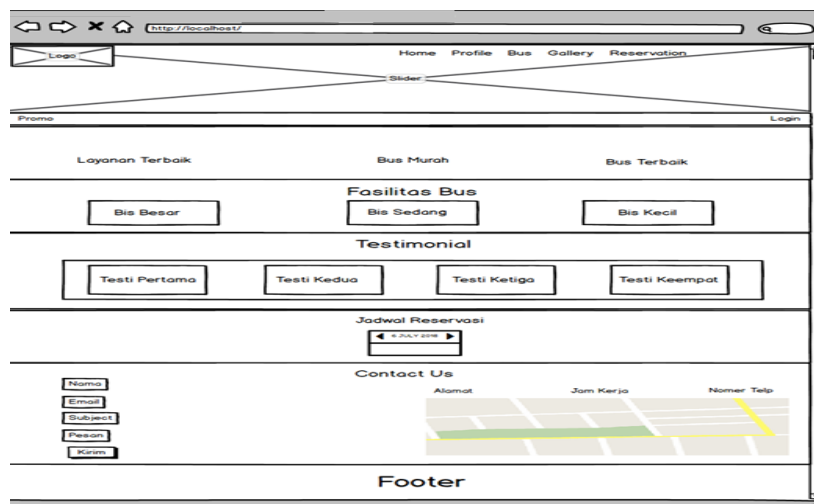 http://localhost/
Logo
Home Profile Bus Gallery Reservation
Slider
Promo Login
Layanan Terbaik Bus Murah Bus Terbaik
Fasilitas Bus
Bis Besar Bis Sedang Bis Kecil
Testimonial
Testi Pertama Testi Kedua Testi Ketiga Testi Keempat
Jadwal Reservasi
JULY 2018
Contact Us
Nama
Email
Subject
Pesan
Kirim
Alamat Jam Kerja Nomer Telp
Footer